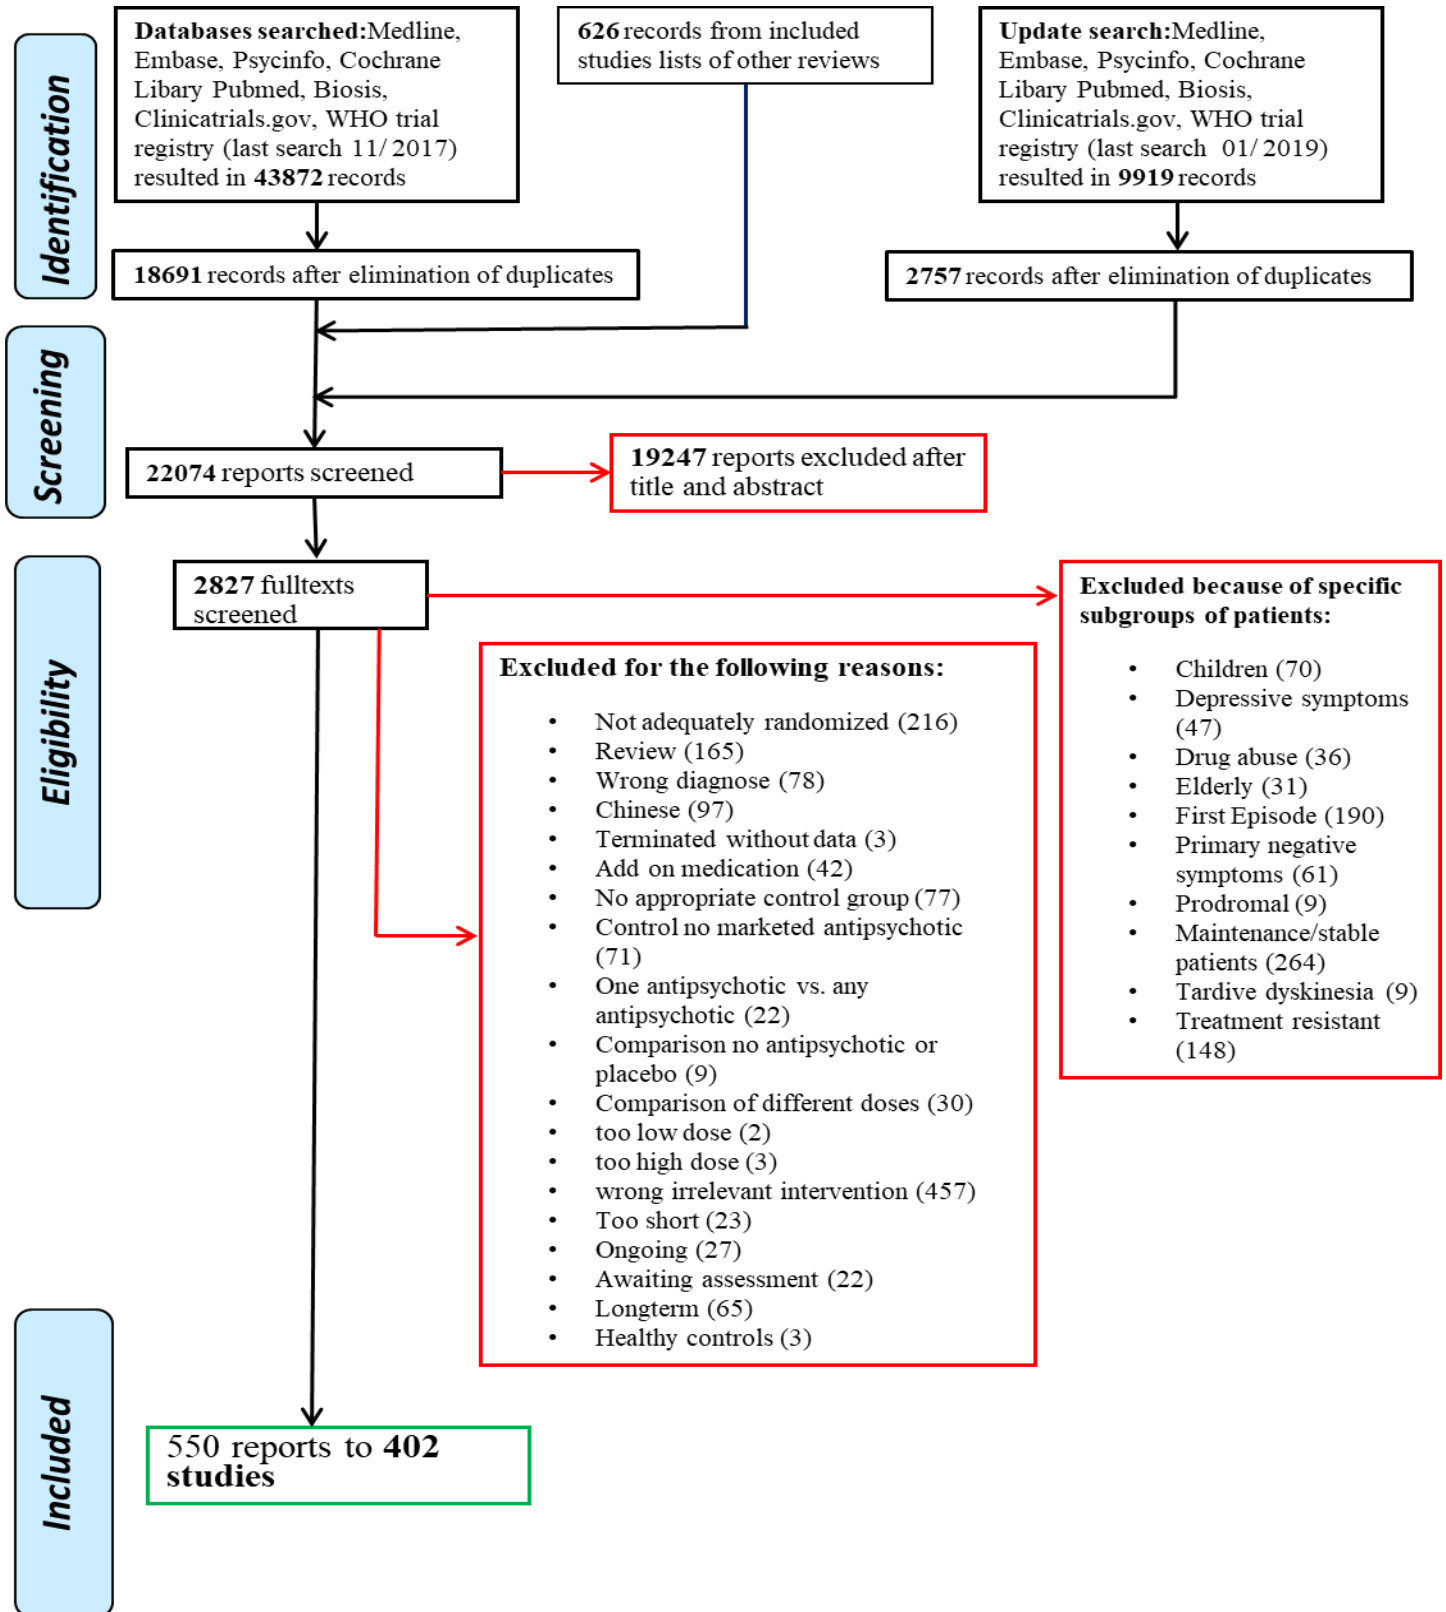 Identification
Databases searched:Medline,
Embase, Psycinfo, Cochrane
Libary Pubmed, Biosis,
Clinicatrials.gov, WHO trial
registry (last search 11/ 2017)
resulted in 43872 records
626 records from included
studies lists of other reviews
Update search:Medline,
Embase, Psycinfo, Cochrane
Libary Pubmed, Biosis,
Clinicatrials.gov, WHO trial
registry (last search 01/ 2019)
resulted in 9919 records
18691 records after elimination of duplicates
2757 records after elimination of duplicates
Screening
22074 reports screened
19247 reports excluded after
title and abstract
Eligibility
2827 fulltexts
screened
Excluded for the following reasons:
• Not adequately randomized (216)
• Review (165)
• Wrong diagnose (78)
• Chinese (97)
• Terminated without data (3)
• Add on medication (42)
• No appropriate control group (77)
• Control no marketed antipsychotic
(71)
• One antipsychotic vs. any
antipsychotic (22)
• Comparison no antipsychotic or
placebo (9)
• Comparison of different doses (30)
• too low dose (2)
• too high dose (3)
• wrong irrelevant intervention (457)
• Too short (23)
• Ongoing (27)
• Awaiting assessment (22)
• Longterm (65)
• Healthy controls (3)
Excluded because of specific
subgroups of patients:
• Children (70)
• Depressive symptoms
(47)
• Drug abuse (36)
• Elderly (31)
• First Episode (190)
• Primary negative
symptoms (61)
• Prodromal (9)
• Maintenance/stable
patients (264)
• Tardive dyskinesia (9)
• Treatment resistant
(148)
Included
550 reports to 402
studies